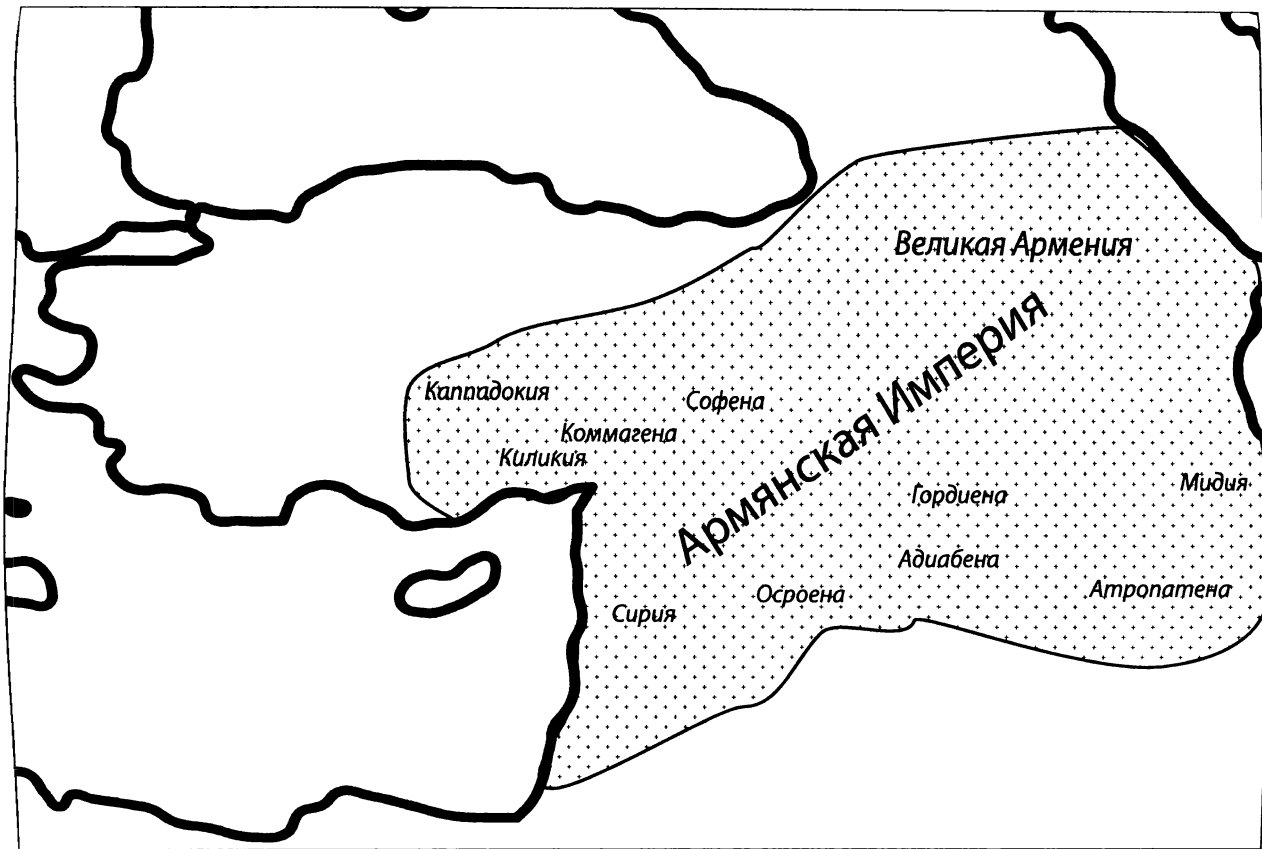 Великая Армения
Армянская Империя
Каппадокия
Софена
Коммагена
Киликия
Мидия
Гордиена
Адиабена
Атропатена
Осроена
Сирия